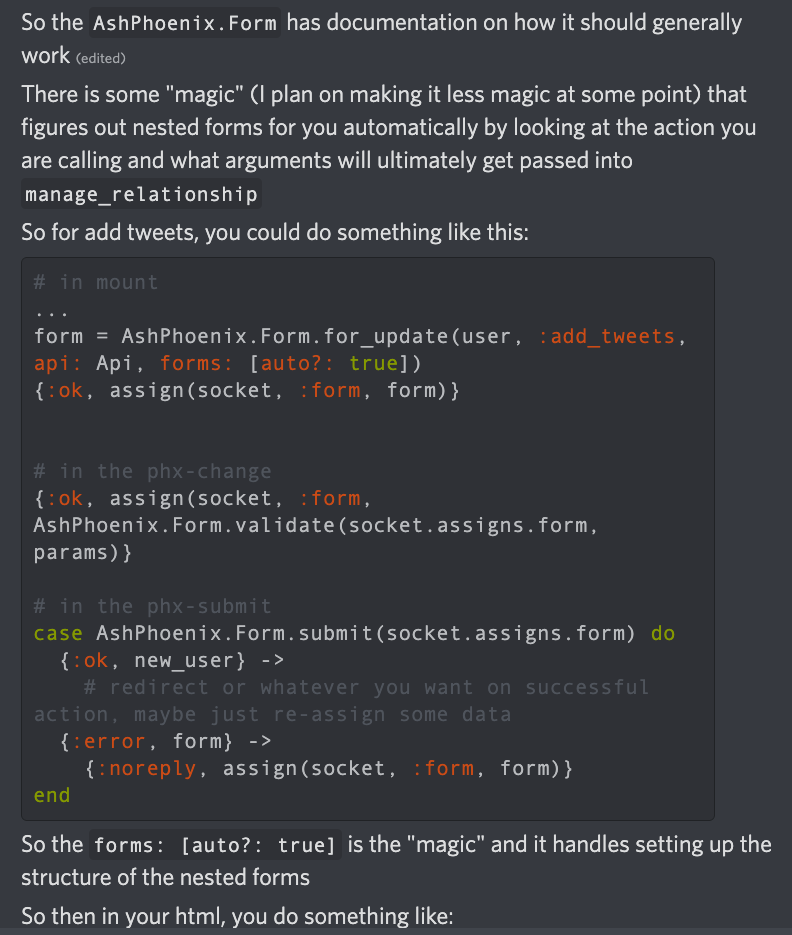 So the AshPhoenix.Form has documentation on how it should generally
work (edited)
There is some "magic" (I plan on making it less magic at some point) that
figures out nested forms for you automatically by looking at the action you
are calling and what arguments will ultimately get passed into
manage_relationship
So for add tweets, you could do something like this:
# in mount
...
form = AshPhoenix.Form.for_update(user, :add_tweets,
api: Api, forms: [auto?: true])
{:ok, assign(socket, :form, form)}
# in the phx-change
{:ok, assign(socket, :form,
AshPhoenix.Form.validate(socket.assigns.form,
params)}
# in the phx-submit
case AshPhoenix.Form.submit(socket.assigns.form) do
  {:ok, new_user} ->
    # redirect or whatever you want on successful
action, maybe just re-assign some data
  {:error, form} ->
    {:noreply, assign(socket, :form, form)}
end
So the forms: [auto?: true] is the "magic" and it handles setting up the
structure of the nested forms
So then in your html, you do something like: